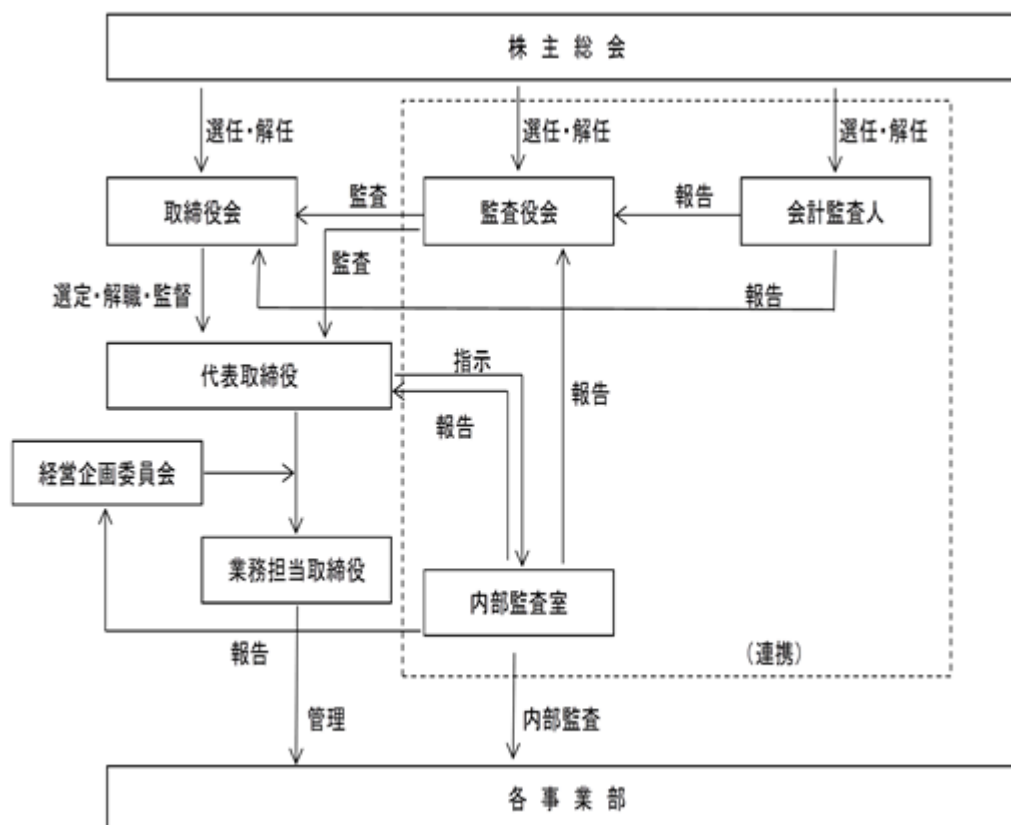 株主総会
選任・解任
選任・解任
選任・解任
取締役会
監査
監査役会
報告
会計監査人
監査
選定・解職・監督
報告
代表取締役
指示
報告
報告
経営企画委員会
業務担当取締役
内部監査室
報告
(連携)
管理
内部監査
各事業部